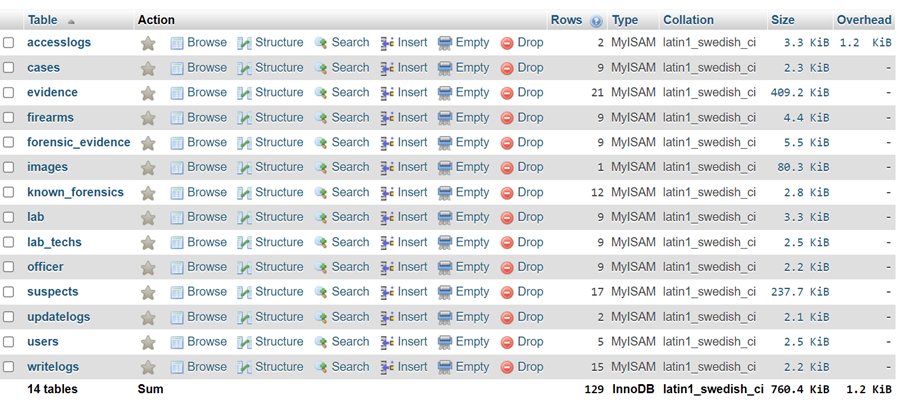 Table Action Rows Type Collation Size Overhead
accesslogs Browse Structure Search Insert Empty Drop 2 MyISAM latin1_swedish_ci 3.3 KiB 1.2 KiB
cases Browse Structure Search Insert Empty Drop 9 MyISAM latin1_swedish_ci 2.3 KiB -
evidence Browse Structure Search Insert Empty Drop 21 MyISAM latin1_swedish_ci 409.2 KiB -
firearms Browse Structure Search Insert Empty Drop 9 MyISAM latin1_swedish_ci 4.4 KiB -
forensic_evidence Browse Structure Search Insert Empty Drop 9 MyISAM latin1_swedish_ci 5.5 KiB -
images Browse Structure Search Insert Empty Drop 1 MyISAM latin1_swedish_ci 80.3 KiB -
known_forensics Browse Structure Search Insert Empty Drop 12 MyISAM latin1_swedish_ci 2.8 KiB -
lab Browse Structure Search Insert Empty Drop 9 MyISAM latin1_swedish_ci 3.3 KiB -
lab_techs Browse Structure Search Insert Empty Drop 9 MyISAM latin1_swedish_ci 2.5 KiB -
officer Browse Structure Search Insert Empty Drop 9 MyISAM latin1_swedish_ci 2.2 KiB -
suspects Browse Structure Search Insert Empty Drop 17 MyISAM latin1_swedish_ci 237.7 KiB -
updatelogs Browse Structure Search Insert Empty Drop 2 MyISAM latin1_swedish_ci 2.1 KiB -
users Browse Structure Search Insert Empty Drop 5 MyISAM latin1_swedish_ci 2.5 KiB -
writelogs Browse Structure Search Insert Empty Drop 15 MyISAM latin1_swedish_ci 2.2 KiB -
14 tables Sum 129 InnoDB latin1_swedish_ci 760.4 KiB 1.2 KiB